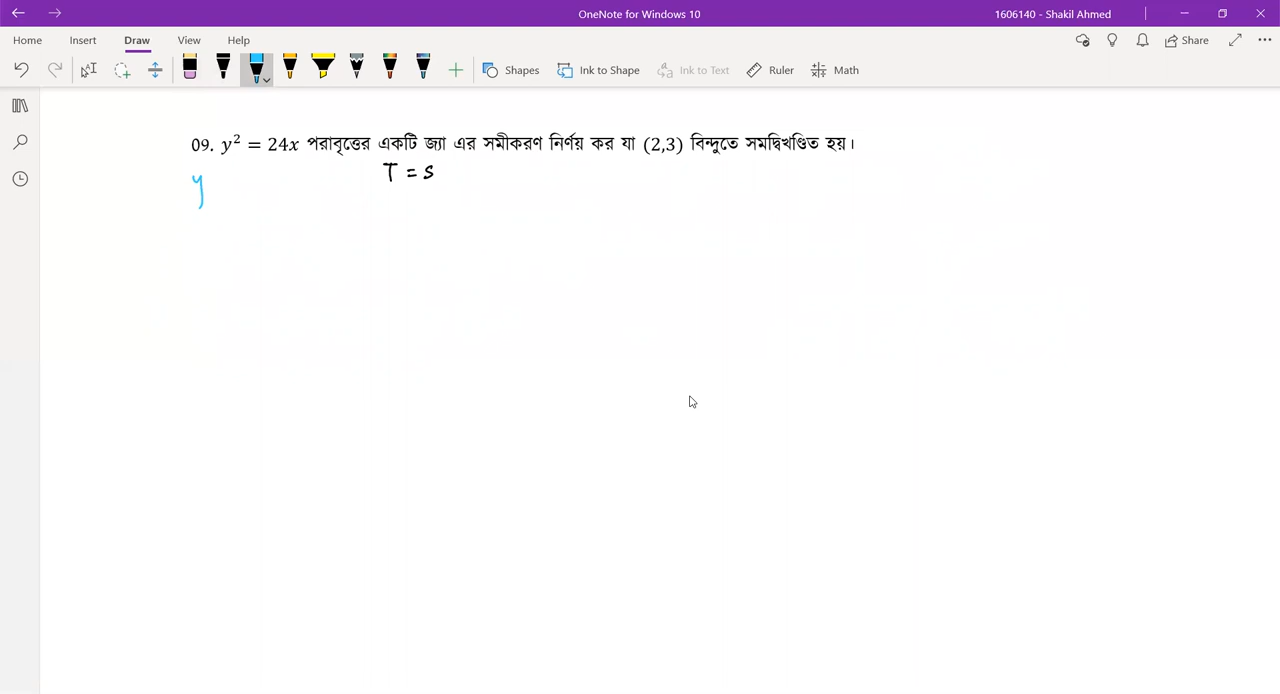 OneNote for Windows 10
1606140 - Shakil Ahmed
Home Insert Draw View Help
Share
Shapes Ink to Shape Ink to Text Ruler Math
09. y² = 24x পরাবৃত্তের একটি জ্যা এর সমীকরণ নির্ণয় কর যা (2,3) বিন্দুতে সমদ্বিখণ্ডিত হয়।
T = S
y